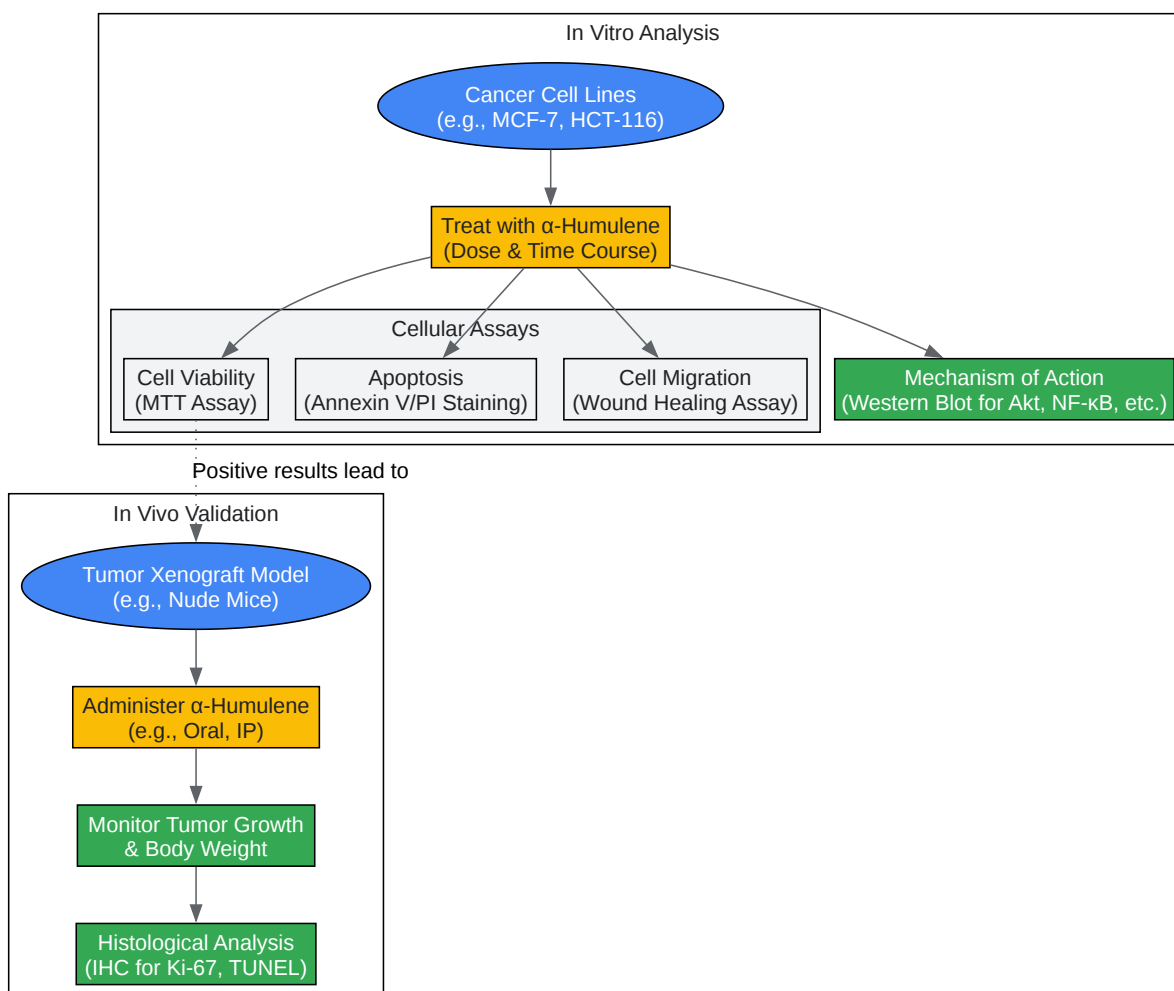 In Vitro Analysis
Cancer Cell Lines
(e.g., MCF-7, HCT-116)
Treat with α-Humulene
(Dose & Time Course)
Cellular Assays
Cell Viability
(MTT Assay)
Apoptosis
(Annexin V/PI Staining)
Cell Migration
(Wound Healing Assay)
Mechanism of Action
(Western Blot for Akt, NF-κB, etc.)
Positive results lead to
In Vivo Validation
Tumor Xenograft Model
(e.g., Nude Mice)
Administer α-Humulene
(e.g., Oral, IP)
Monitor Tumor Growth
& Body Weight
Histological Analysis
(IHC for Ki-67, TUNEL)